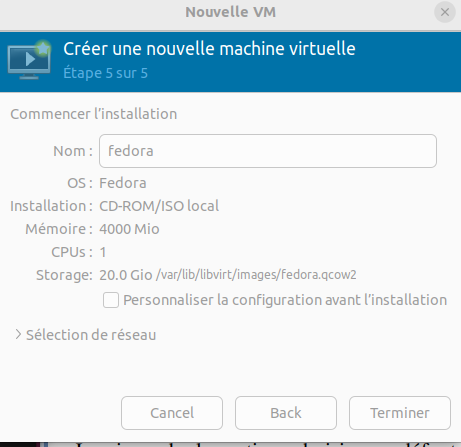 Nouvelle VM
Créer une nouvelle machine virtuelle
Étape 5 sur 5
Commencer l'installation
Nom : fedora
OS : Fedora
Installation : CD-ROM/ISO local
Mémoire : 4000 Mio
CPUs : 1
Storage: 20.0 Gio /var/lib/libvirt/images/fedora.qcow2
Personnaliser la configuration avant l'installation
Sélection de réseau
Cancel Back Terminer